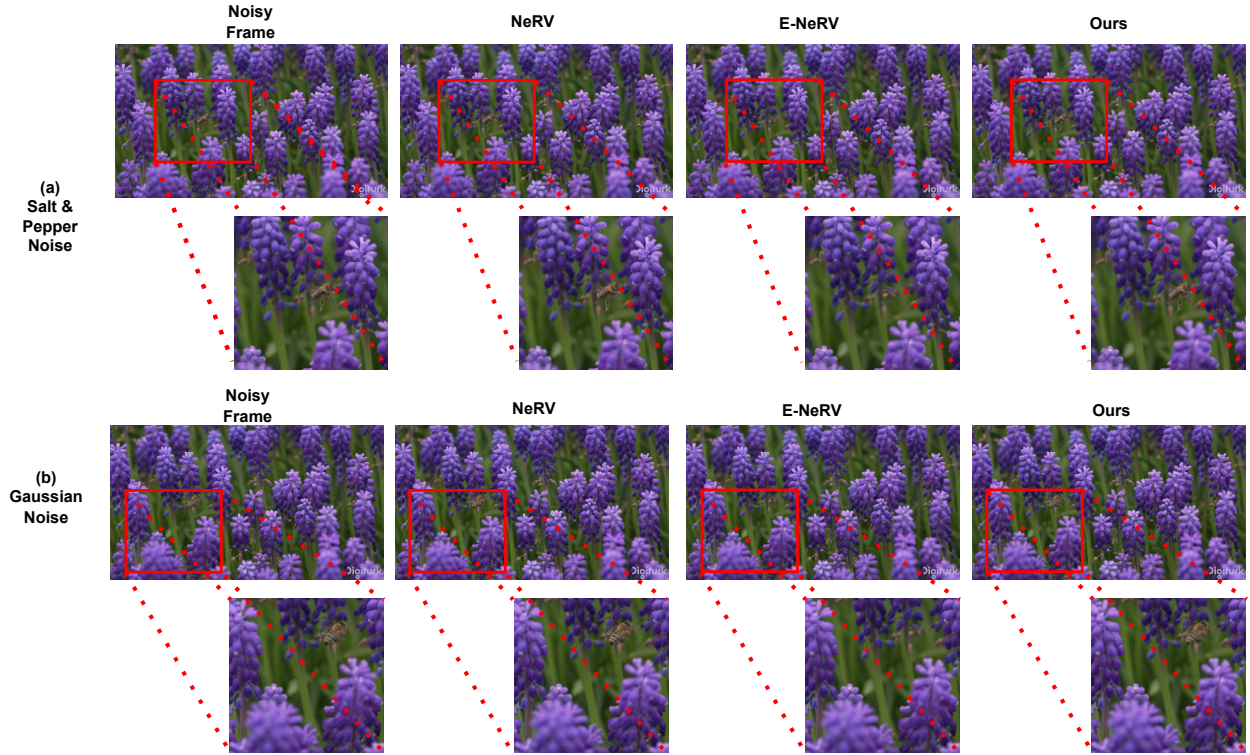 Noisy
Frame
NeRV
E-NeRV
Ours
(a)
Salt &
Pepper
Noise
Noisy
Frame
NeRV
E-NeRV
Ours
(b)
Gaussian
Noise